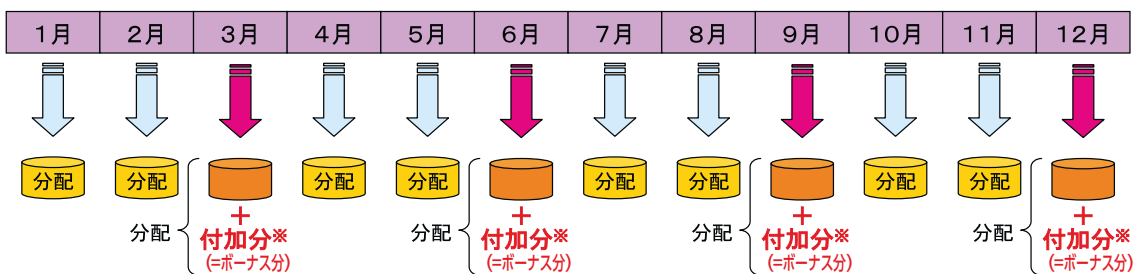 1月 2月 3月 4月 5月 6月 7月 8月 9月 10月 11月 12月
分配 分配 分配 分配 分配 分配 分配 分配
分配 + 分配 + 分配 + 分配 +
付加分※ 付加分※ 付加分※ 付加分※
(=ボーナス分) (=ボーナス分) (=ボーナス分) (=ボーナス分)